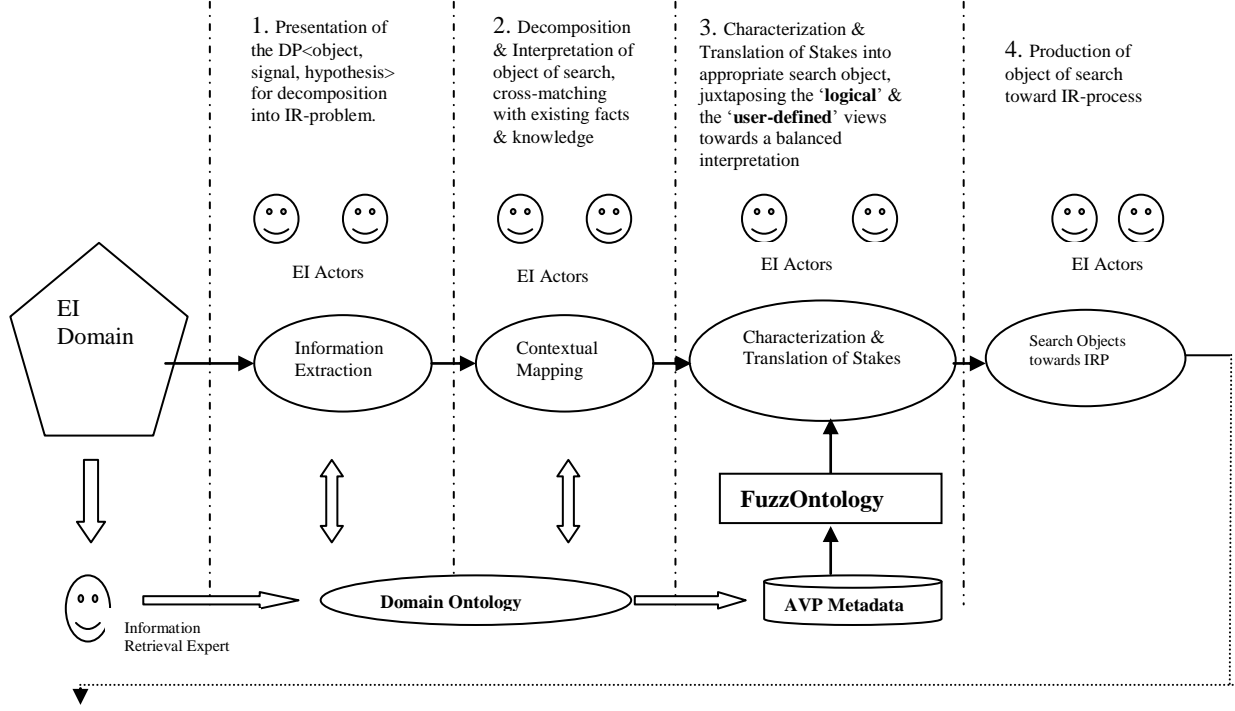 1. Presentation of
the DP<object,
signal, hypothesis>
for decomposition
into IR-problem.
2. Decomposition
& Interpretation of
object of search,
cross-matching
with existing facts
& knowledge
3. Characterization &
Translation of Stakes into
appropriate search object,
juxtaposing the ‘logical’ &
the ‘user-defined’ views
towards a balanced
interpretation
4. Production of
object of search
toward IR-process
EI Actors
EI Actors
EI Actors
EI Actors
EI
Domain
Information
Extraction
Contextual
Mapping
Characterization &
Translation of Stakes
Search Objects
towards IRP
FuzzOntology
Domain Ontology
AVP Metadata
Information
Retrieval Expert